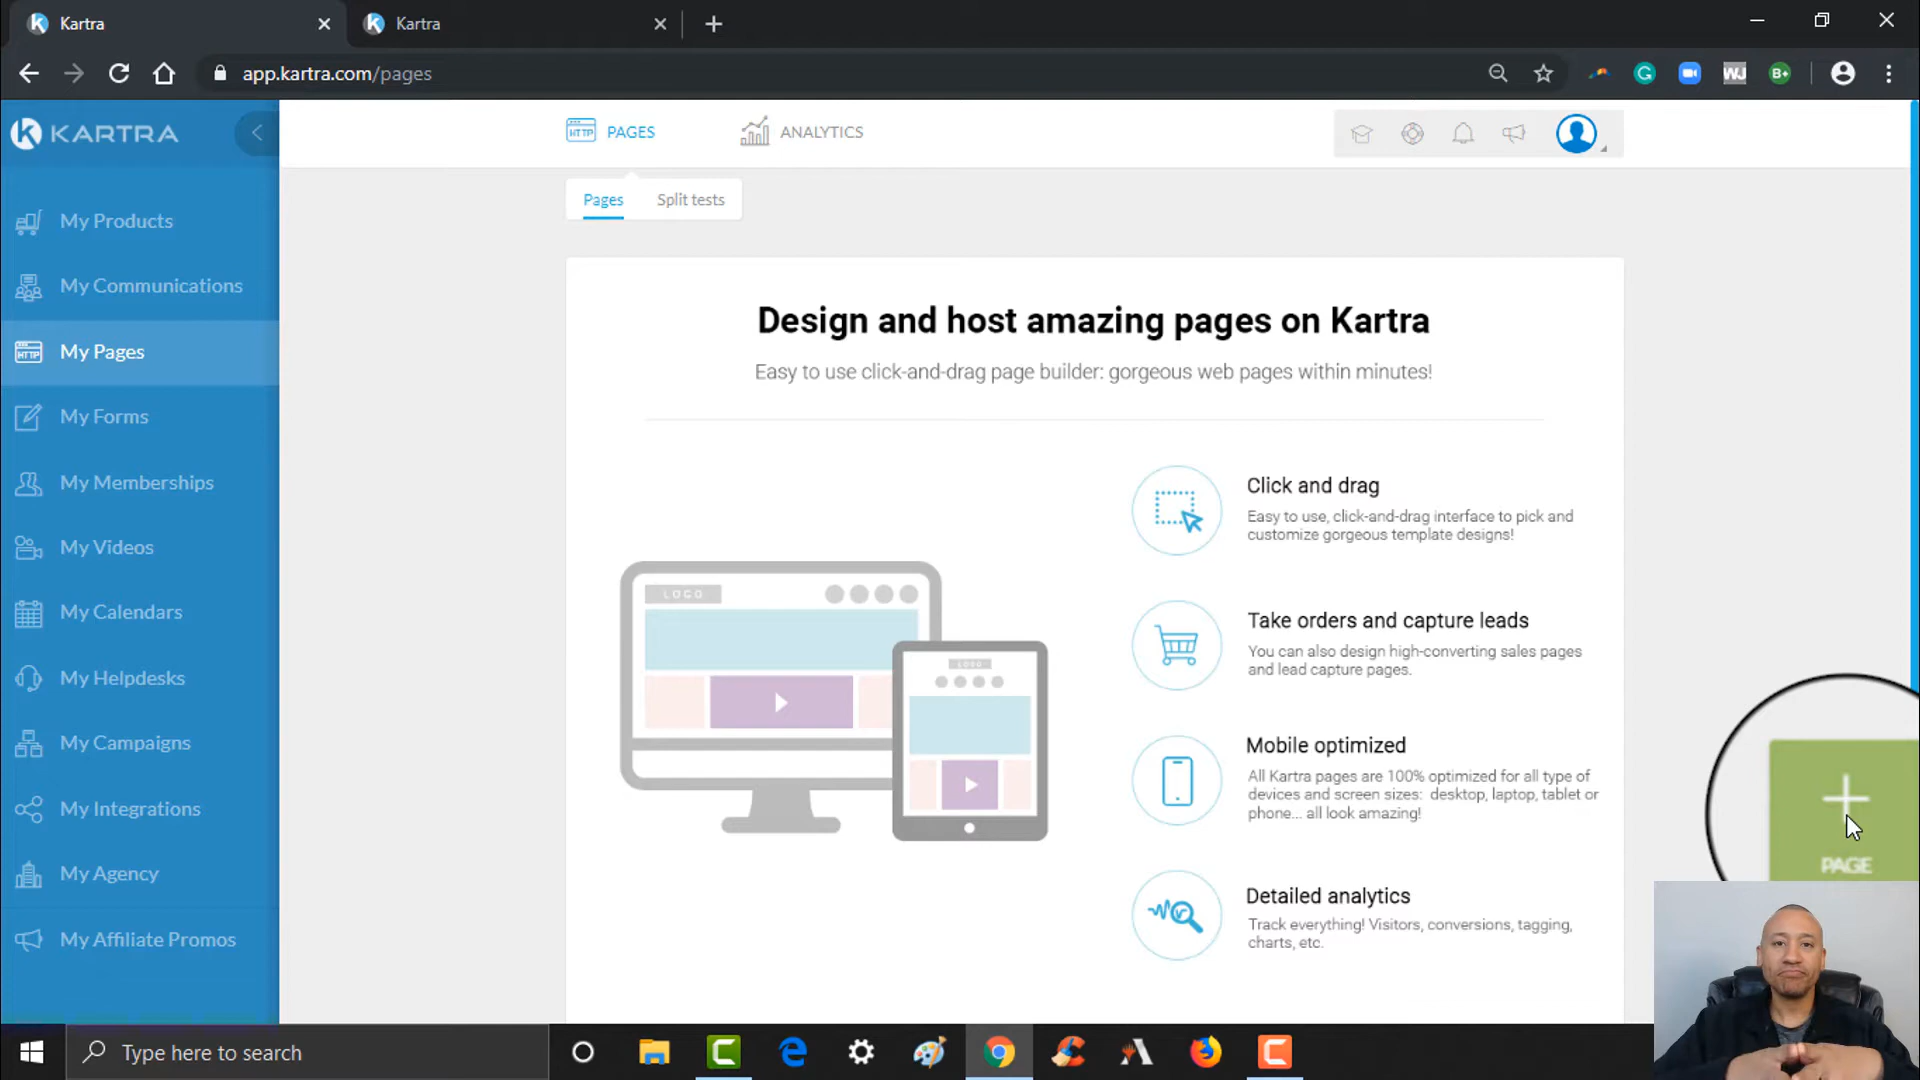 Kartra
Kartra
app.kartra.com/pages
KARTRA
HTTP PAGES
ANALYTICS
Pages
Split tests
My Products
My Communications
HTTP My Pages
My Forms
My Memberships
My Videos
My Calendars
My Helpdesks
My Campaigns
My Integrations
My Agency
My Affiliate Promos
Design and host amazing pages on Kartra
Easy to use click-and-drag page builder: gorgeous web pages within minutes!
LOGO
LOGO
Click and drag
Easy to use, click-and-drag interface to pick and
customize gorgeous template designs!
Take orders and capture leads
You can also design high-converting sales pages
and lead capture pages.
Mobile optimized
All Kartra pages are 100% optimized for all type of
devices and screen sizes: desktop, laptop, tablet or
phone... all look amazing!
Detailed analytics
Track everything! Visitors, conversions, tagging,
charts, etc.
PAGE
Type here to search